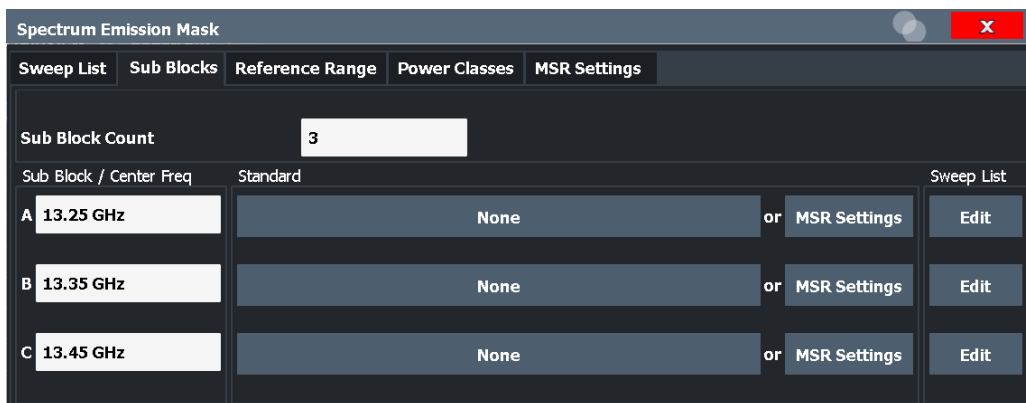 Spectrum Emission Mask
X
Sweep List Sub Blocks Reference Range Power Classes MSR Settings
Sub Block Count 3
Sub Block / Center Freq Standard Sweep List
A 13.25 GHz None or MSR Settings Edit
B 13.35 GHz None or MSR Settings Edit
C 13.45 GHz None or MSR Settings Edit